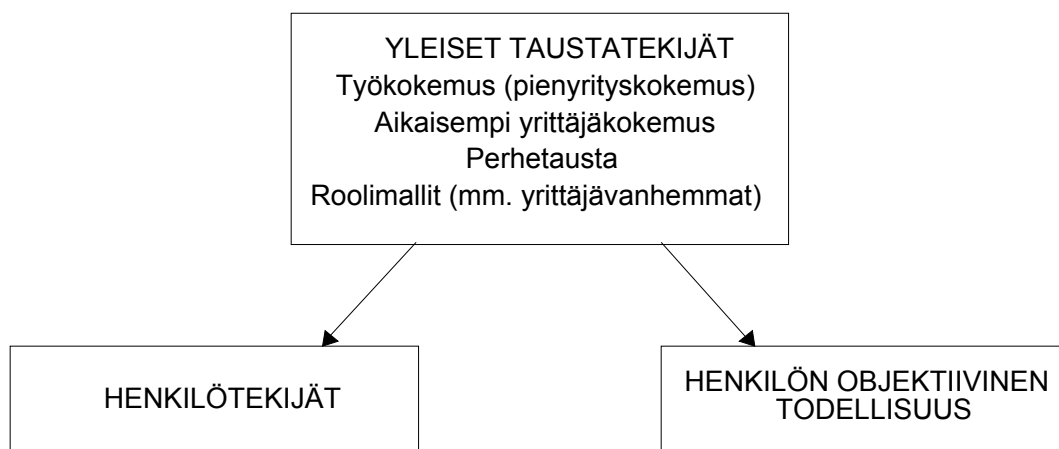 YLEISET TAUSTATEKIJÄT
Työkokemus (pienyrityskokemus)
Aikaisempi yrittäjäkokemus
Perhetausta
Roolimallit (mm. yrittäjävanhemmat)
HENKILÖTEKIJÄT
HENKILÖN OBJEKTIIVINEN
TODELLISUUS